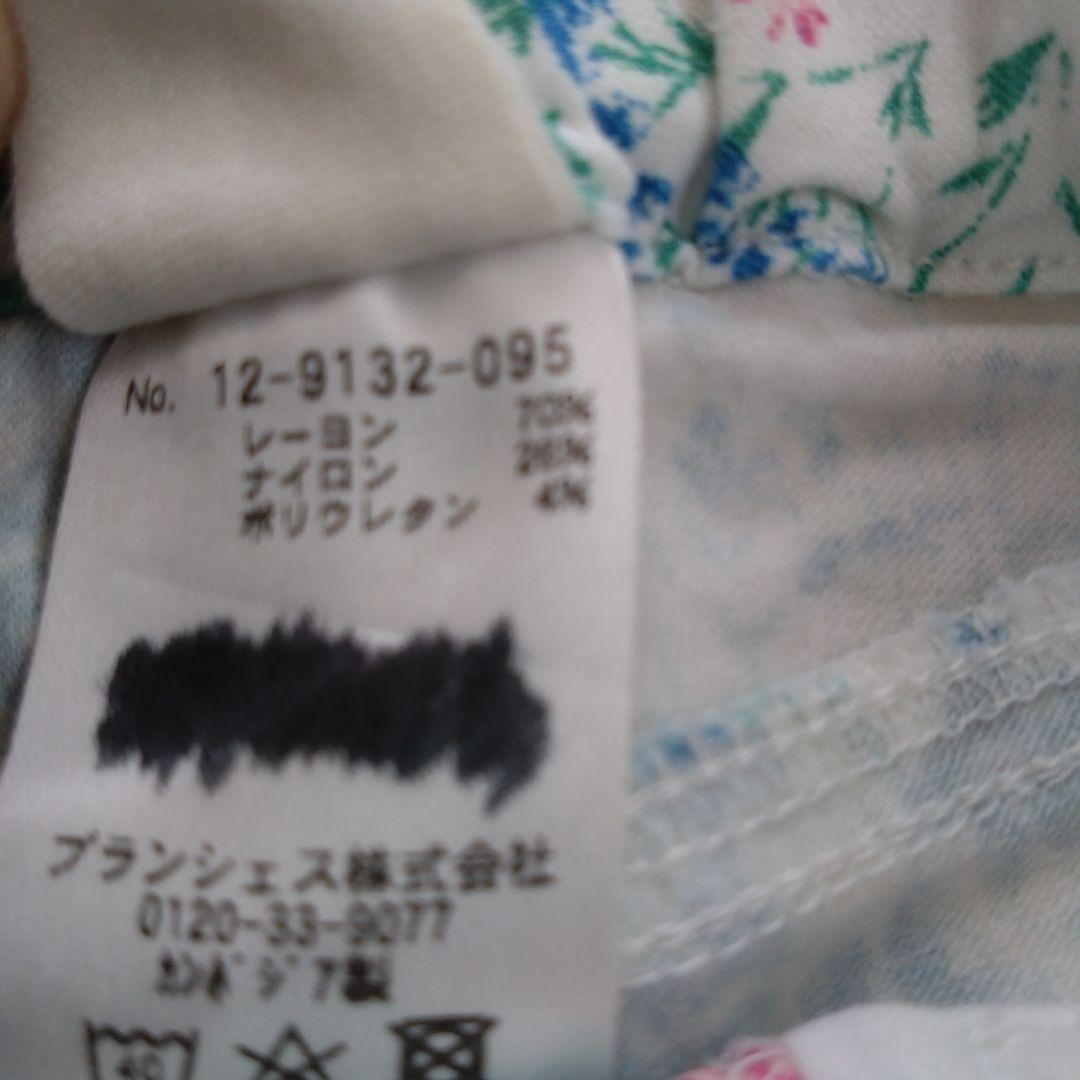 No. 12-9132-095
レーヨン 70%
ナイロン 26%
ポリウレタン 4%
ブランシェス株式会社
0120-33-9077
カンボジア製
40